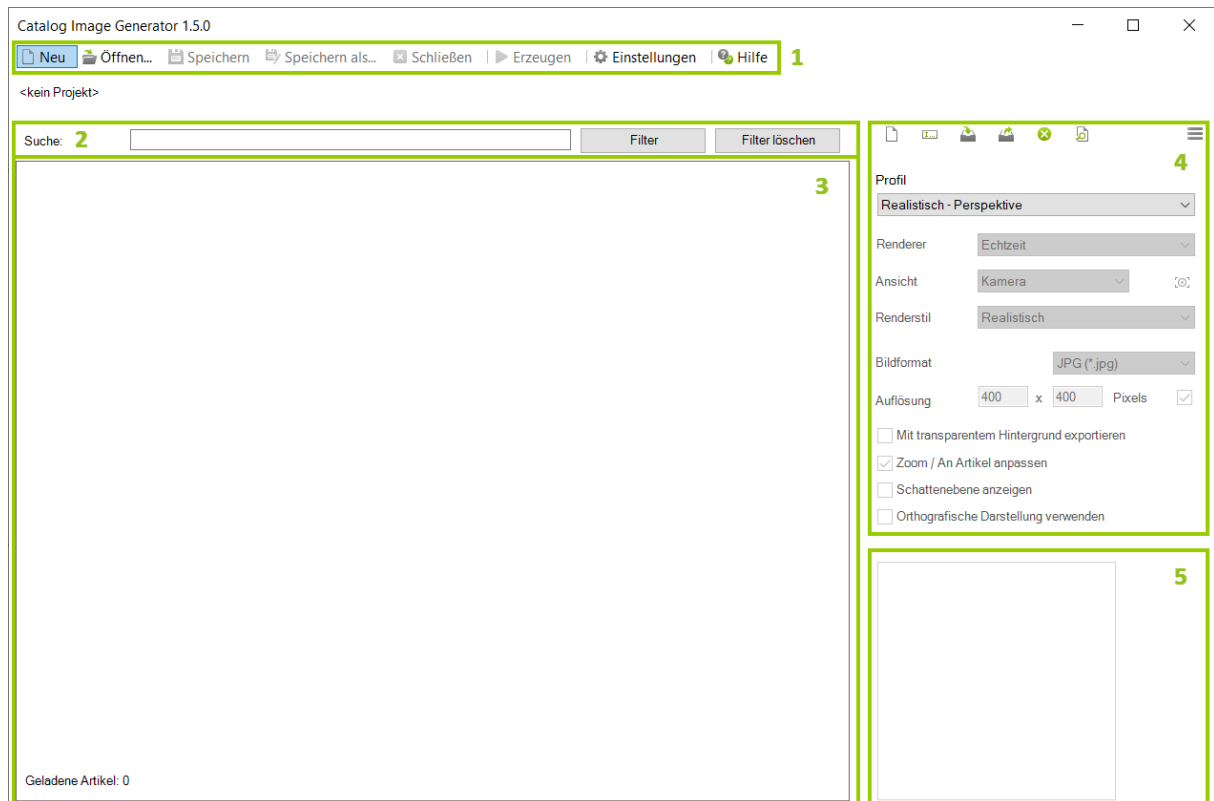 Catalog Image Generator 1.5.0
Neu Öffnen... Speichern Speichern als... Schließen Erzeugen Einstellungen Hilfe 1
<kein Projekt>
Suche: 2 Filter Filter löschen
3
4
Profil
Realistisch - Perspektive
Renderer Echtzeit
Ansicht Kamera
Renderstil Realistisch
Bildformat JPG (*.jpg)
Auflösung 400 x 400 Pixels
Mit transparentem Hintergrund exportieren
Zoom / An Artikel anpassen
Schattenebene anzeigen
Orthografische Darstellung verwenden
5
Geladene Artikel: 0